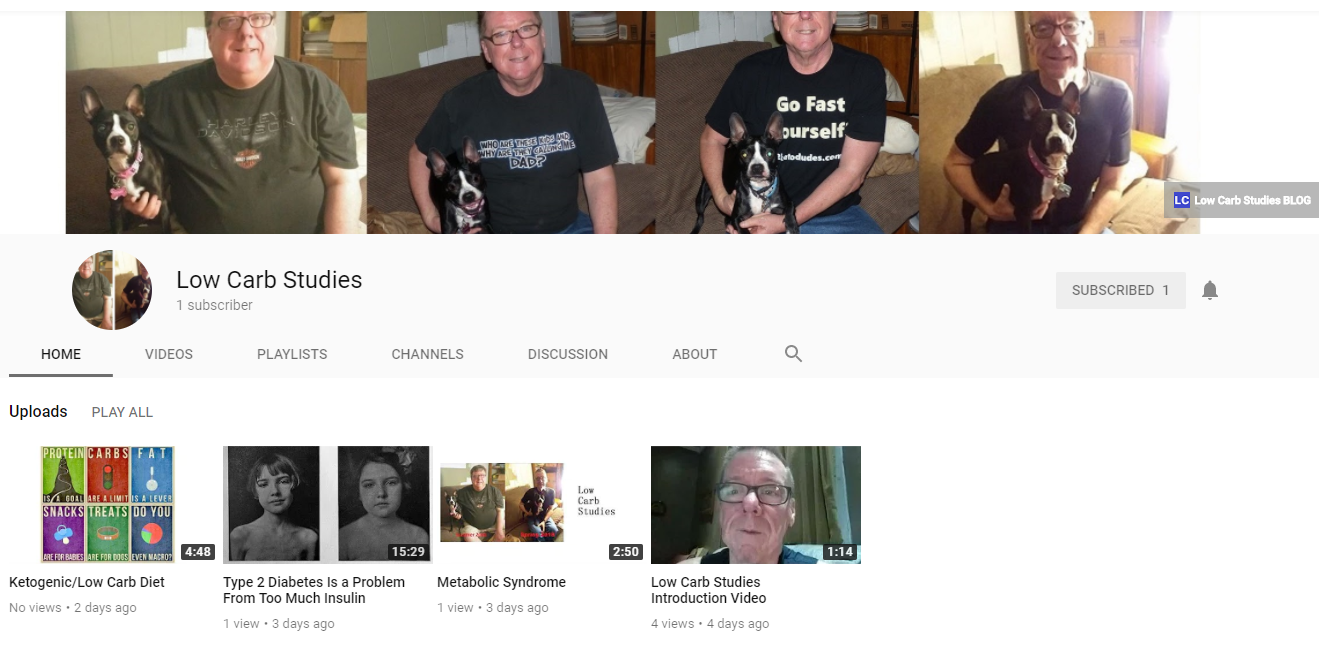 HARLEY
DAVIDSON
WHO ARE THESE KIDS AND
WHY ARE THEY CALLING ME
DAD?
Go Fast
ourself
atodudes.com
LC Low Carb Studies BLOG
Low Carb Studies
1 subscriber
SUBSCRIBED 1
HOME VIDEOS PLAYLISTS CHANNELS DISCUSSION ABOUT
Uploads PLAY ALL
PROTEIN CARBS FAT
IS A GOAL ARE A LIMIT IS A LEVER
SNACKS TREATS DO YOU
ARE FOR BABIES ARE FOR DOGS EVEN MACRO?
4:48
15:29
Low
Carb
Studies
2:50
1:14
Ketogenic/Low Carb Diet
No views • 2 days ago
Type 2 Diabetes Is a Problem
From Too Much Insulin
1 view • 3 days ago
Metabolic Syndrome
1 view • 3 days ago
Low Carb Studies
Introduction Video
4 views • 4 days ago